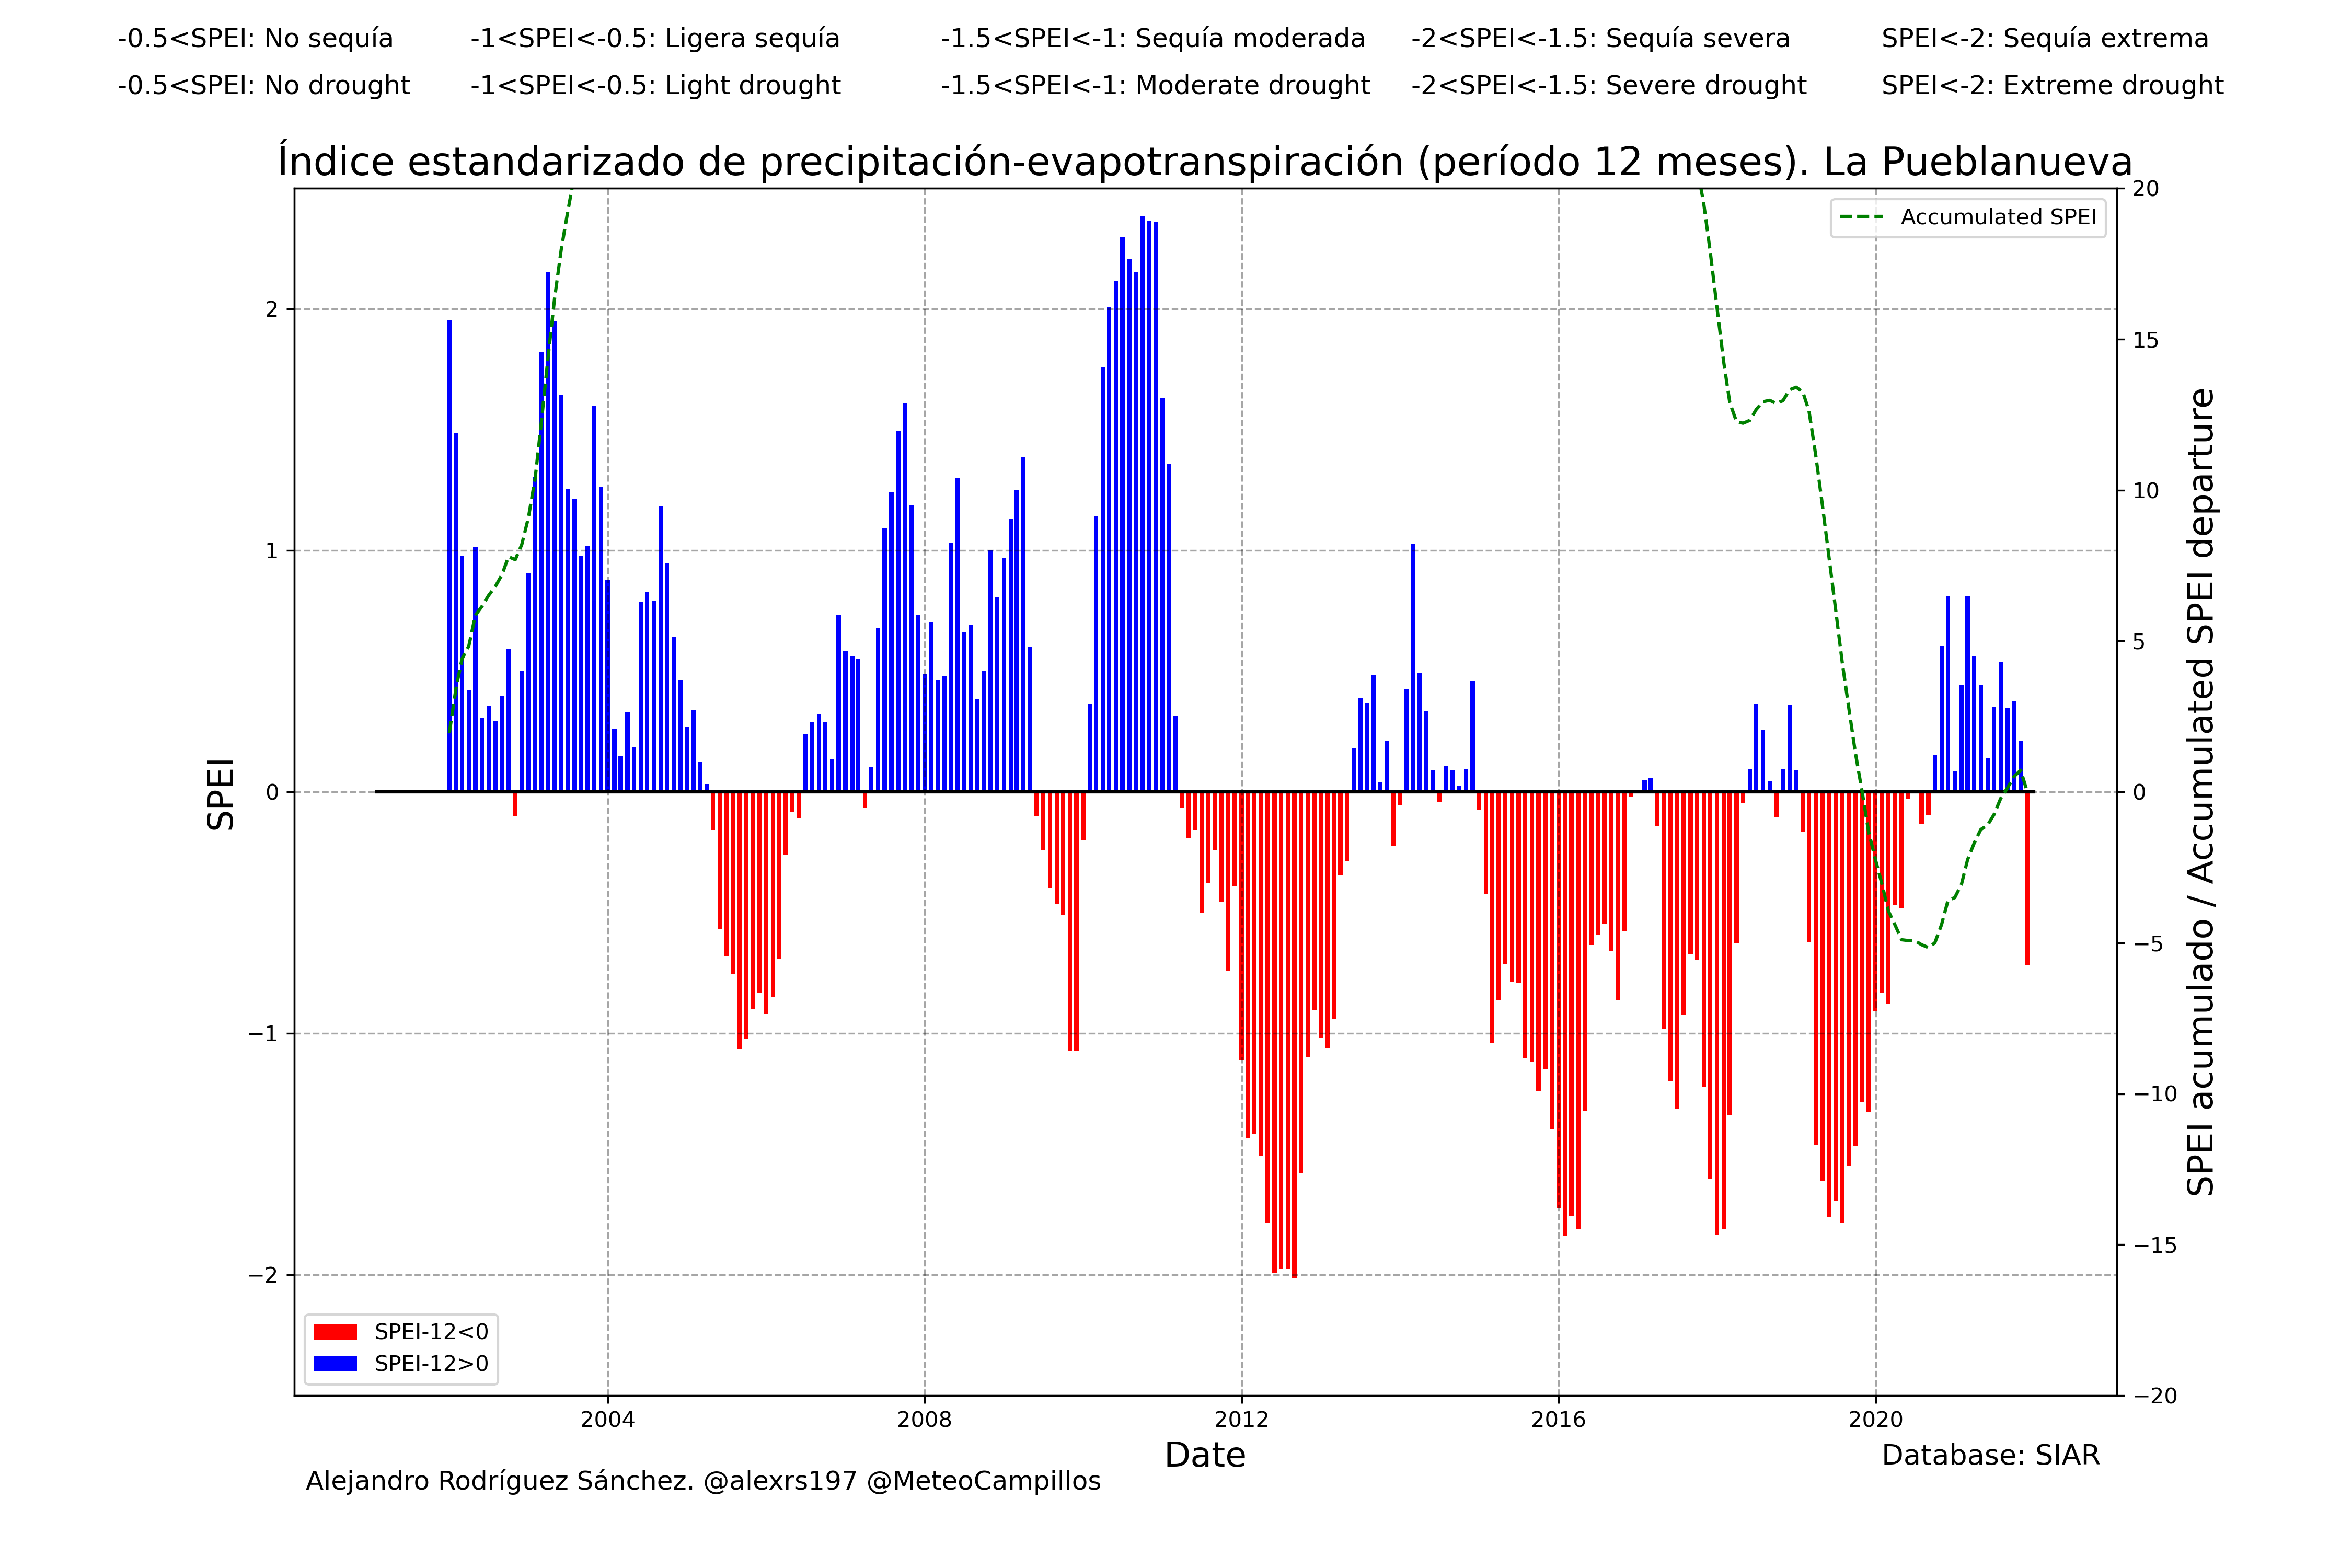 -0.5<SPEI: No sequía
-1<SPEI<-0.5: Ligera sequía
-1.5<SPEI<-1: Sequía moderada
-2<SPEI<-1.5: Sequía severa
SPEI<-2: Sequía extrema
-0.5<SPEI: No drought
-1<SPEI<-0.5: Light drought
-1.5<SPEI<-1: Moderate drought
-2<SPEI<-1.5: Severe drought
SPEI<-2: Extreme drought
Índice estandarizado de precipitación-evapotranspiración (período 12 meses). La Pueblanueva
Accumulated SPEI
SPEI
2
1
0
−1
−2
20
15
10
5
0
−5
−10
−15
−20
SPEI acumulado / Accumulated SPEI departure
SPEI-12<0
SPEI-12>0
2004
2008
2012
2016
2020
Date
Database: SIAR
Alejandro Rodríguez Sánchez. @alexrs197 @MeteoCampillos